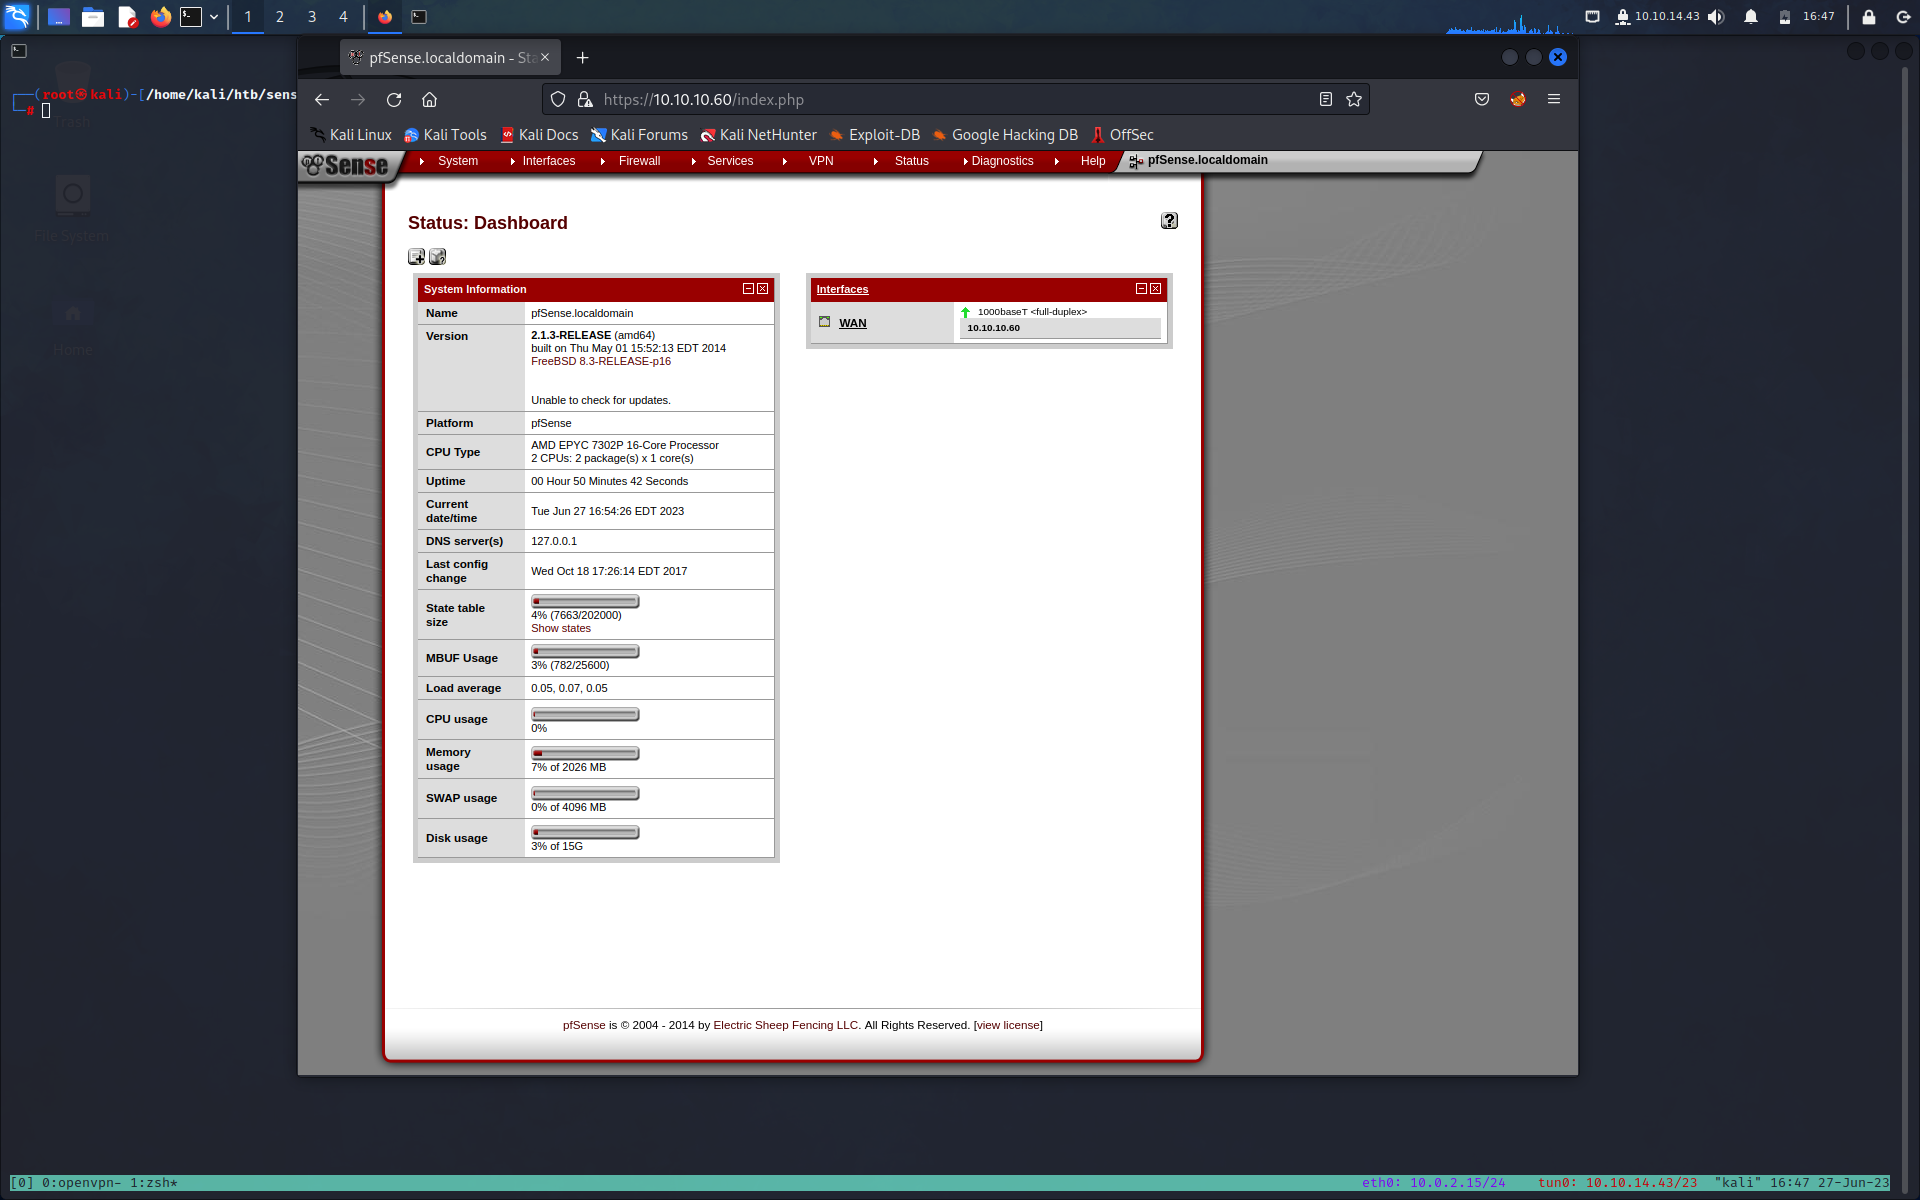 1 2 3 4
10.10.14.43
16:47
pfSense.localdomain - Sta
┌──(root㉿kali)-[/home/kali/htb/sens
└─#
Trash
File System
Home
https://10.10.10.60/index.php
Kali Linux Kali Tools Kali Docs Kali Forums Kali NetHunter Exploit-DB Google Hacking DB OffSec
Sense System Interfaces Firewall Services VPN Status Diagnostics Help pfSense.localdomain
Status: Dashboard
System Information
Name pfSense.localdomain
Version 2.1.3-RELEASE (amd64)
built on Thu May 01 15:52:13 EDT 2014
FreeBSD 8.3-RELEASE-p16
Unable to check for updates.
Platform pfSense
CPU Type AMD EPYC 7302P 16-Core Processor
2 CPUs: 2 package(s) x 1 core(s)
Uptime 00 Hour 50 Minutes 42 Seconds
Current
date/time Tue Jun 27 16:54:26 EDT 2023
DNS server(s) 127.0.0.1
Last config
change Wed Oct 18 17:26:14 EDT 2017
State table
size 4% (7663/202000)
Show states
MBUF Usage 3% (782/25600)
Load average 0.05, 0.07, 0.05
CPU usage 0%
Memory
usage 7% of 2026 MB
SWAP usage 0% of 4096 MB
Disk usage 3% of 15G
Interfaces
WAN 1000baseT <full-duplex>
10.10.10.60
pfSense is © 2004 - 2014 by Electric Sheep Fencing LLC. All Rights Reserved. [view license]
[0] 0:openvpn- 1:zsh* eth0: 10.0.2.15/24 tun0: 10.10.14.43/23 "kali" 16:47 27-Jun-23